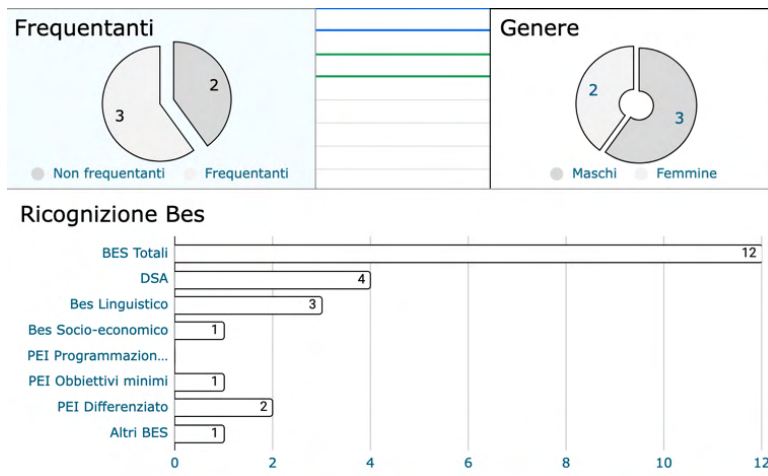 Frequentanti
2
3
Non frequentanti Frequentanti
Genere
2
3
Maschi Femmine
Ricognizione Bes
BES Totali 12
DSA 4
Bes Linguistico 3
Bes Socio-economico 1
PEI Programmazion...
PEI Obbiettivi minimi 1
PEI Differenziato 2
Altri BES 1
0 2 4 6 8 10 12